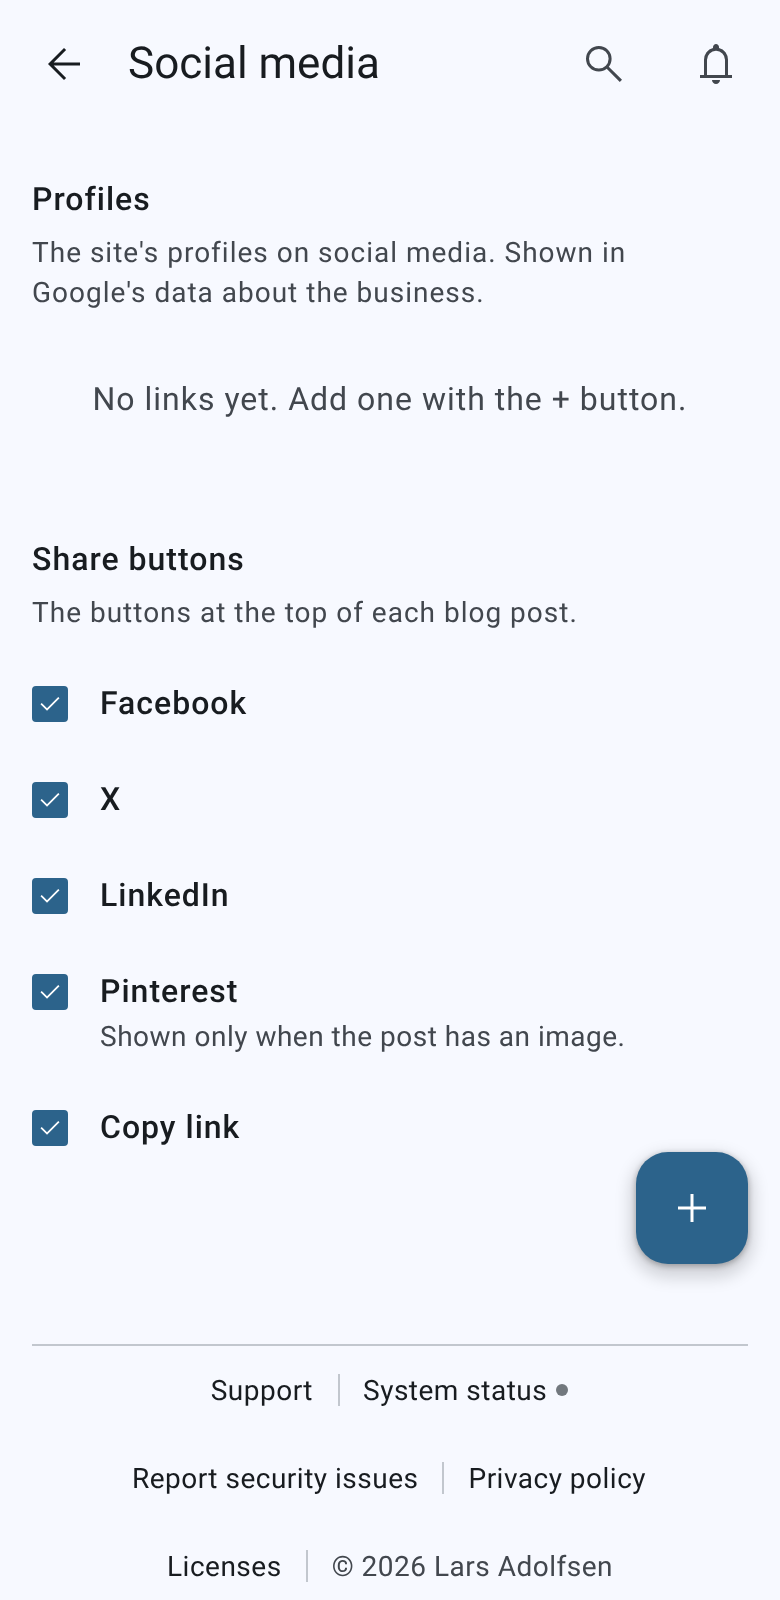 Social media
Profiles
The site's profiles on social media. Shown in
Google's data about the business.
No links yet. Add one with the + button.
Share buttons
The buttons at the top of each blog post.
Facebook
X
LinkedIn
Pinterest
Shown only when the post has an image.
Copy link
Support
System status
Report security issues
Privacy policy
Licenses
© 2026 Lars Adolfsen